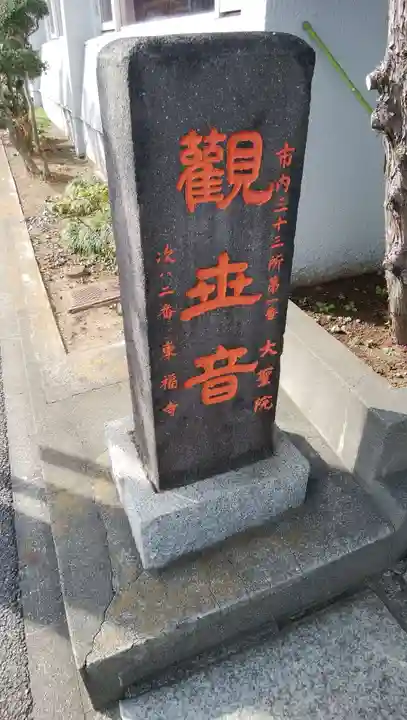 市内三十三所第一番 大聖院
觀世音
次ハ二番 東福寺